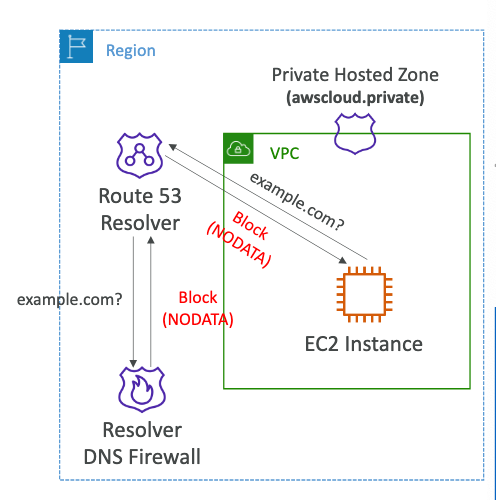 Region
Private Hosted Zone
(awscloud.private)
VPC
Route 53
Resolver
example.com?
Block
(NODATA)
EC2 Instance
example.com?
Block
(NODATA)
Resolver
DNS Firewall